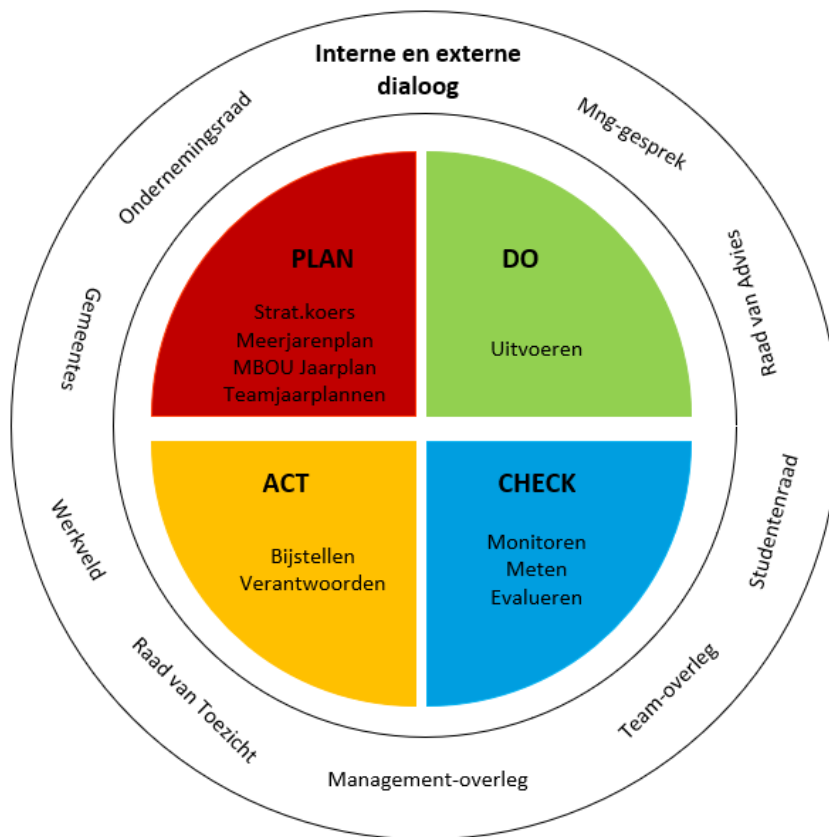 Interne en externe
dialoog
Mng-gesprek
Raad van Advies
Studentenraad
Team-overleg
Management-overleg
Raad van Toezicht
Werkveld
Gemeentes
Ondernemingsraad
PLAN
Strat.koers
Meerjarenplan
MBOU Jaarplan
Teamjaarplannen
DO
Uitvoeren
CHECK
Monitoren
Meten
Evalueren
ACT
Bijstellen
Verantwoorden